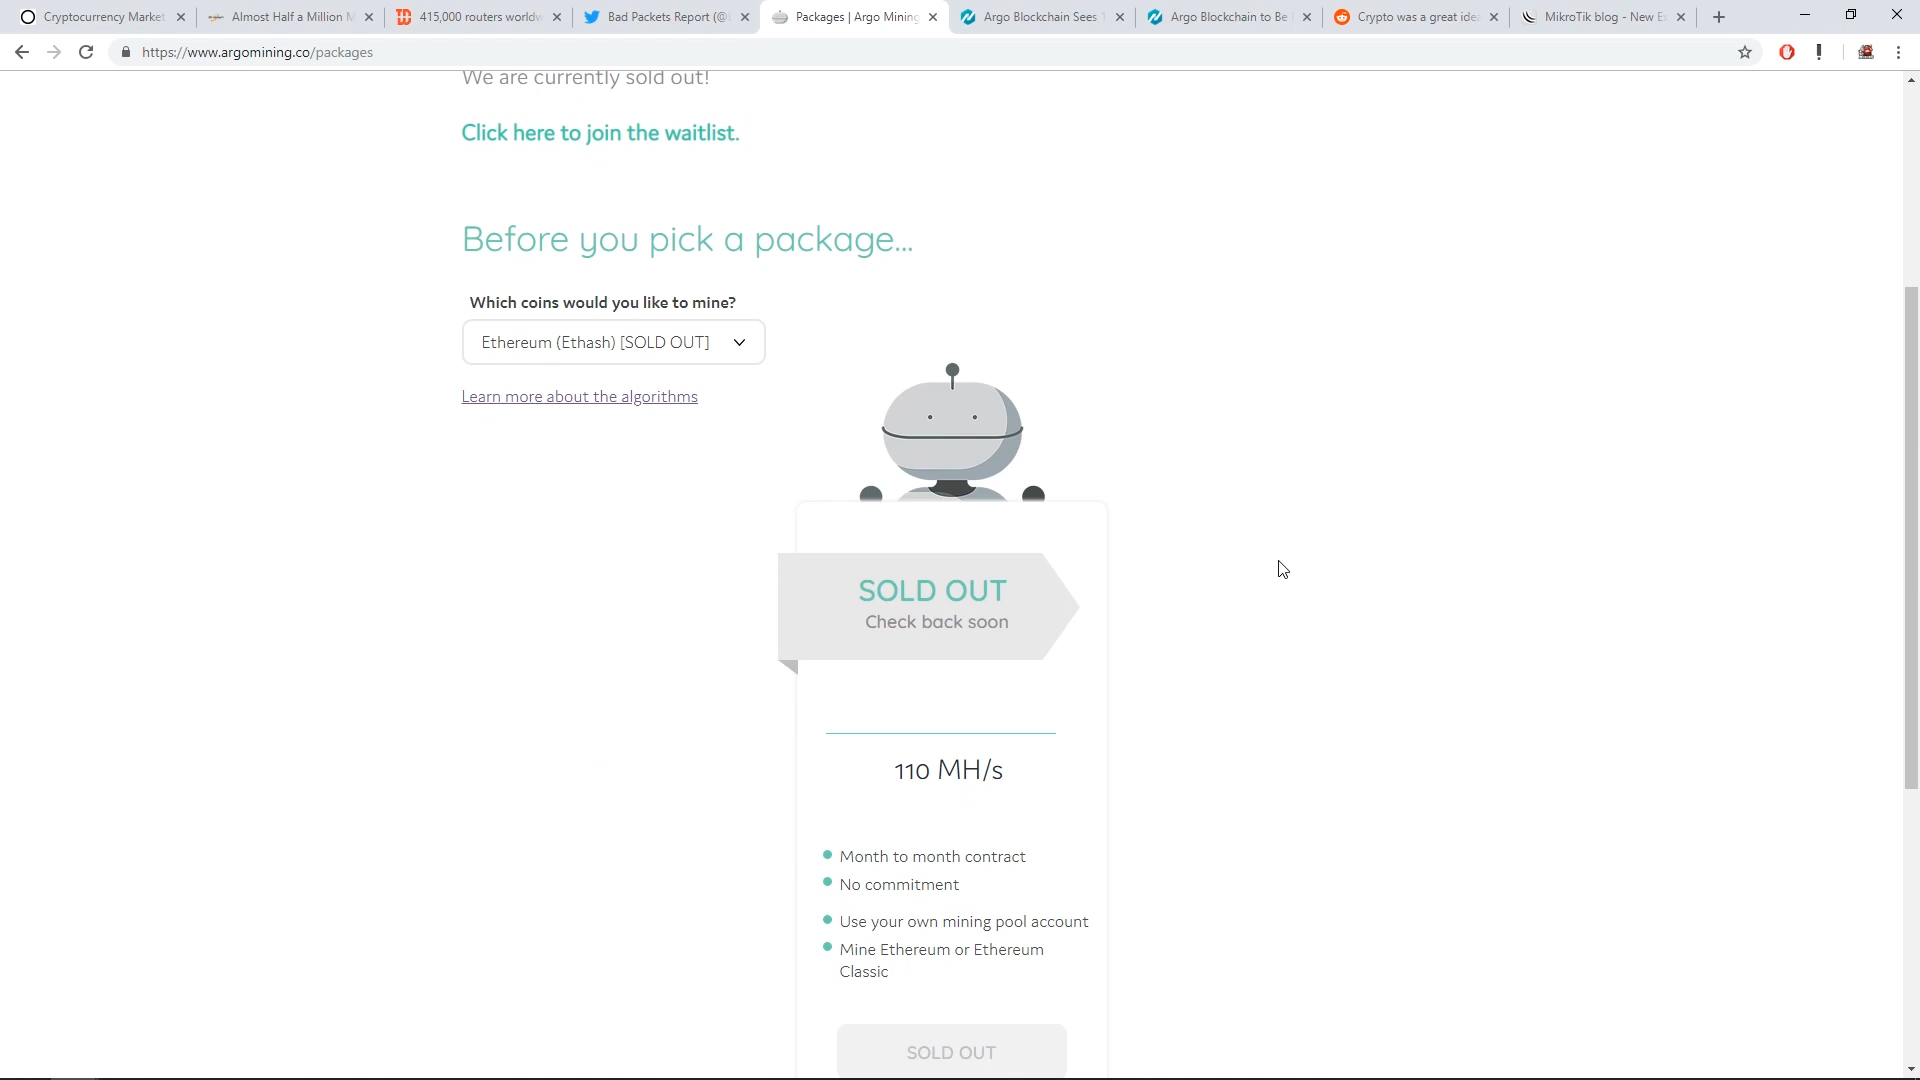 Cryptocurrency Market
Almost Half a Million M
415,000 routers worldw
Bad Packets Report (@
Packages | Argo Mining
Argo Blockchain Sees
Argo Blockchain to Be
Crypto was a great idea
MikroTik blog - New E
https://www.argomining.co/packages
We are currently sold out!
Click here to join the waitlist.
Before you pick a package...
Which coins would you like to mine?
Ethereum (Ethash) [SOLD OUT]
Learn more about the algorithms
SOLD OUT
Check back soon
110 MH/s
Month to month contract
No commitment
Use your own mining pool account
Mine Ethereum or Ethereum
Classic
SOLD OUT